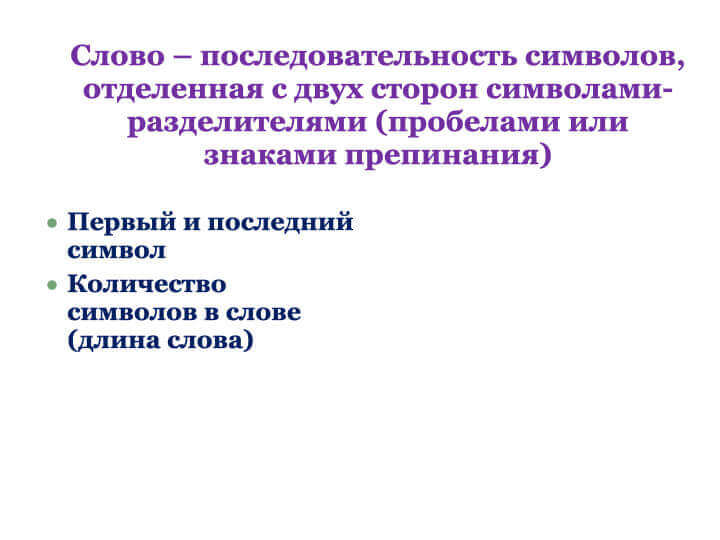 Слово – последовательность символов,
отделенная с двух сторон символами-
разделителями (пробелами или
знаками препинания)
• Первый и последний
символ
• Количество
символов в слове
(длина слова)